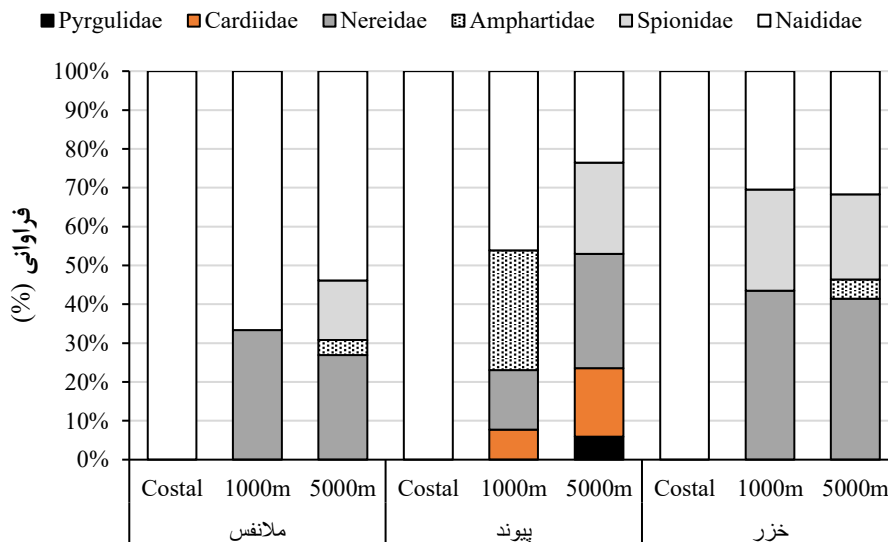 Pyrgulidae Cardiidae Nereidae Amphartidae Spionidae Naididae
100%
90%
80%
70%
60%
50%
40%
30%
20%
10%
0%
فراوانی (%)
Costal 1000m 5000m Costal 1000m 5000m Costal 1000m 5000m
ملانفس پیوند خزر